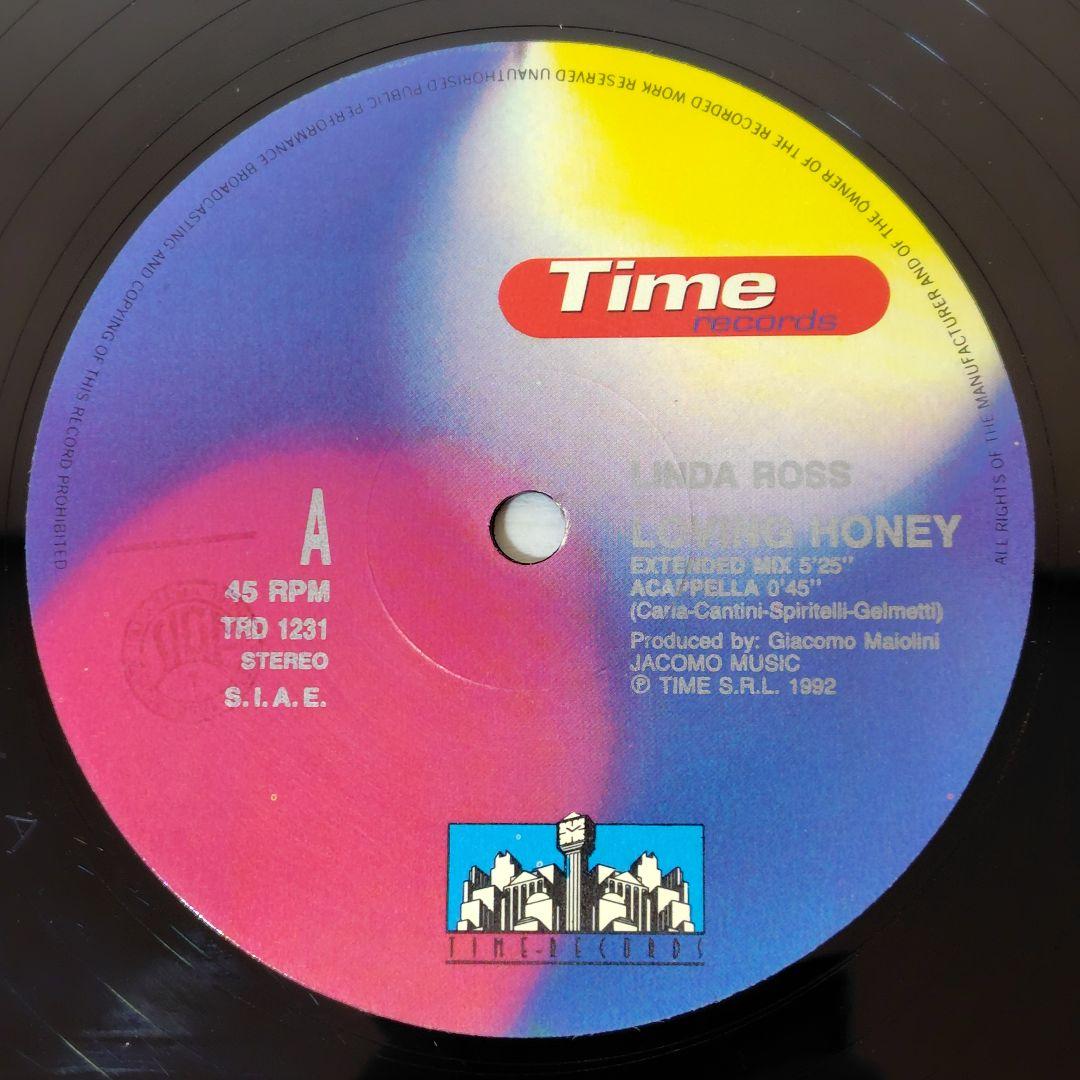 ALL RIGHTS OF THE MANUFACTURER AND OF THE OWNER OF THE RECORDED WORK RESERVED UNAUTHORISED PUBLIC PERFORMANCE BROADCASTING AND COPYING OF THIS RECORD PROHIBITED
Time
records
LINDA ROSS
LOVING HONEY
EXTENDED MIX 5'25"
ACAPPELLA 0'45"
(Carla-Cantini-Spiritelli-Gelmetti)
Produced by: Giacomo Maiolini
JACOMO MUSIC
℗ TIME S.R.L. 1992
A
45 RPM
TRD 1231
STEREO
S.I.A.E.
TIME-RECORDS